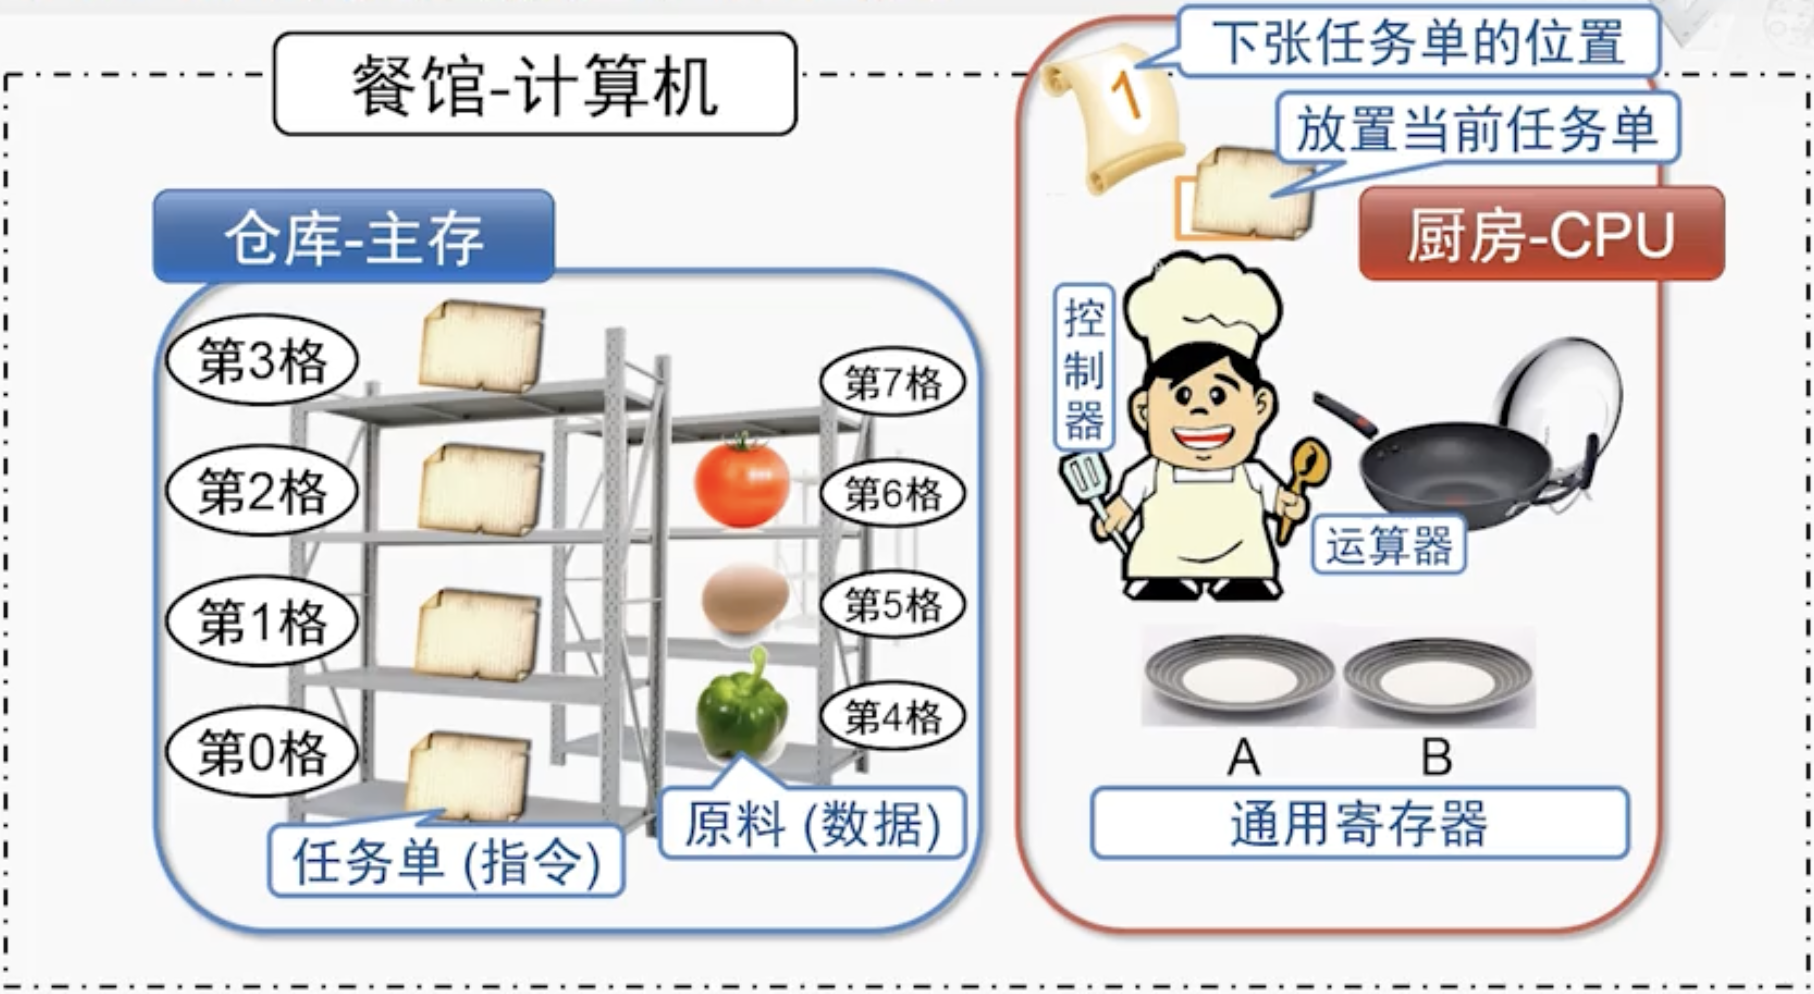 餐馆-计算机
仓库-主存
第3格
第2格
第1格
第0格
第7格
第6格
第5格
第4格
任务单 (指令)
原料 (数据)
1
下张任务单的位置
放置当前任务单
厨房-CPU
控
制
器
运算器
A
B
通用寄存器